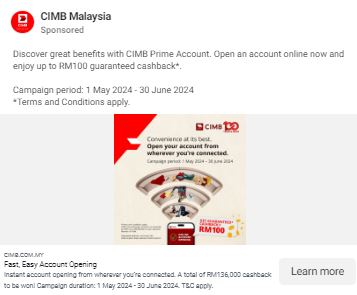 CIMB Malaysia
Sponsored
Discover great benefits with CIMB Prime Account. Open an account online now and
enjoy up to RM100 guaranteed cashback*.
Campaign period: 1 May 2024 - 30 June 2024
*Terms and Conditions apply.
CIMB 100
Convenience at its best.
Open your account from
wherever you're connected.
Campaign period: 1 May 2024 - 30 June 2024
GET GUARANTEED
CASHBACK
RM100
CIMB.COM.MY
Fast, Easy Account Opening
Instant account opening from wherever you're connected. A total of RM136,000 cashback
to be won! Campaign duration: 1 May 2024 - 30 June 2024. T&C apply.
Learn more